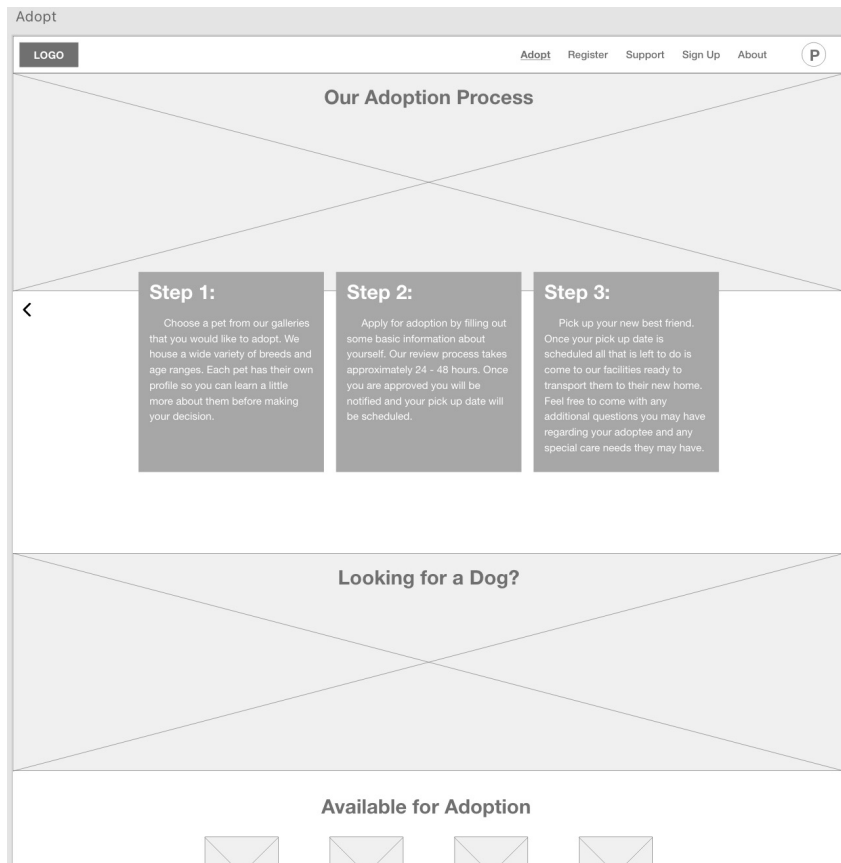 Adopt
LOGO
Adopt Register Support Sign Up About P
Our Adoption Process
Step 1:
Choose a pet from our galleries
that you would like to adopt. We
house a wide variety of breeds and
age ranges. Each pet has their own
profile so you can learn a little
more about them before making
your decision.
Step 2:
Apply for adoption by filling out
some basic information about
yourself. Our review process takes
approximately 24 - 48 hours. Once
you are approved you will be
notified and your pick up date will
be scheduled.
Step 3:
Pick up your new best friend.
Once your pick up date is
scheduled all that is left to do is
come to our facilities ready to
transport them to their new home.
Feel free to come with any
additional questions you may have
regarding your adoptee and any
special care needs they may have.
Looking for a Dog?
Available for Adoption